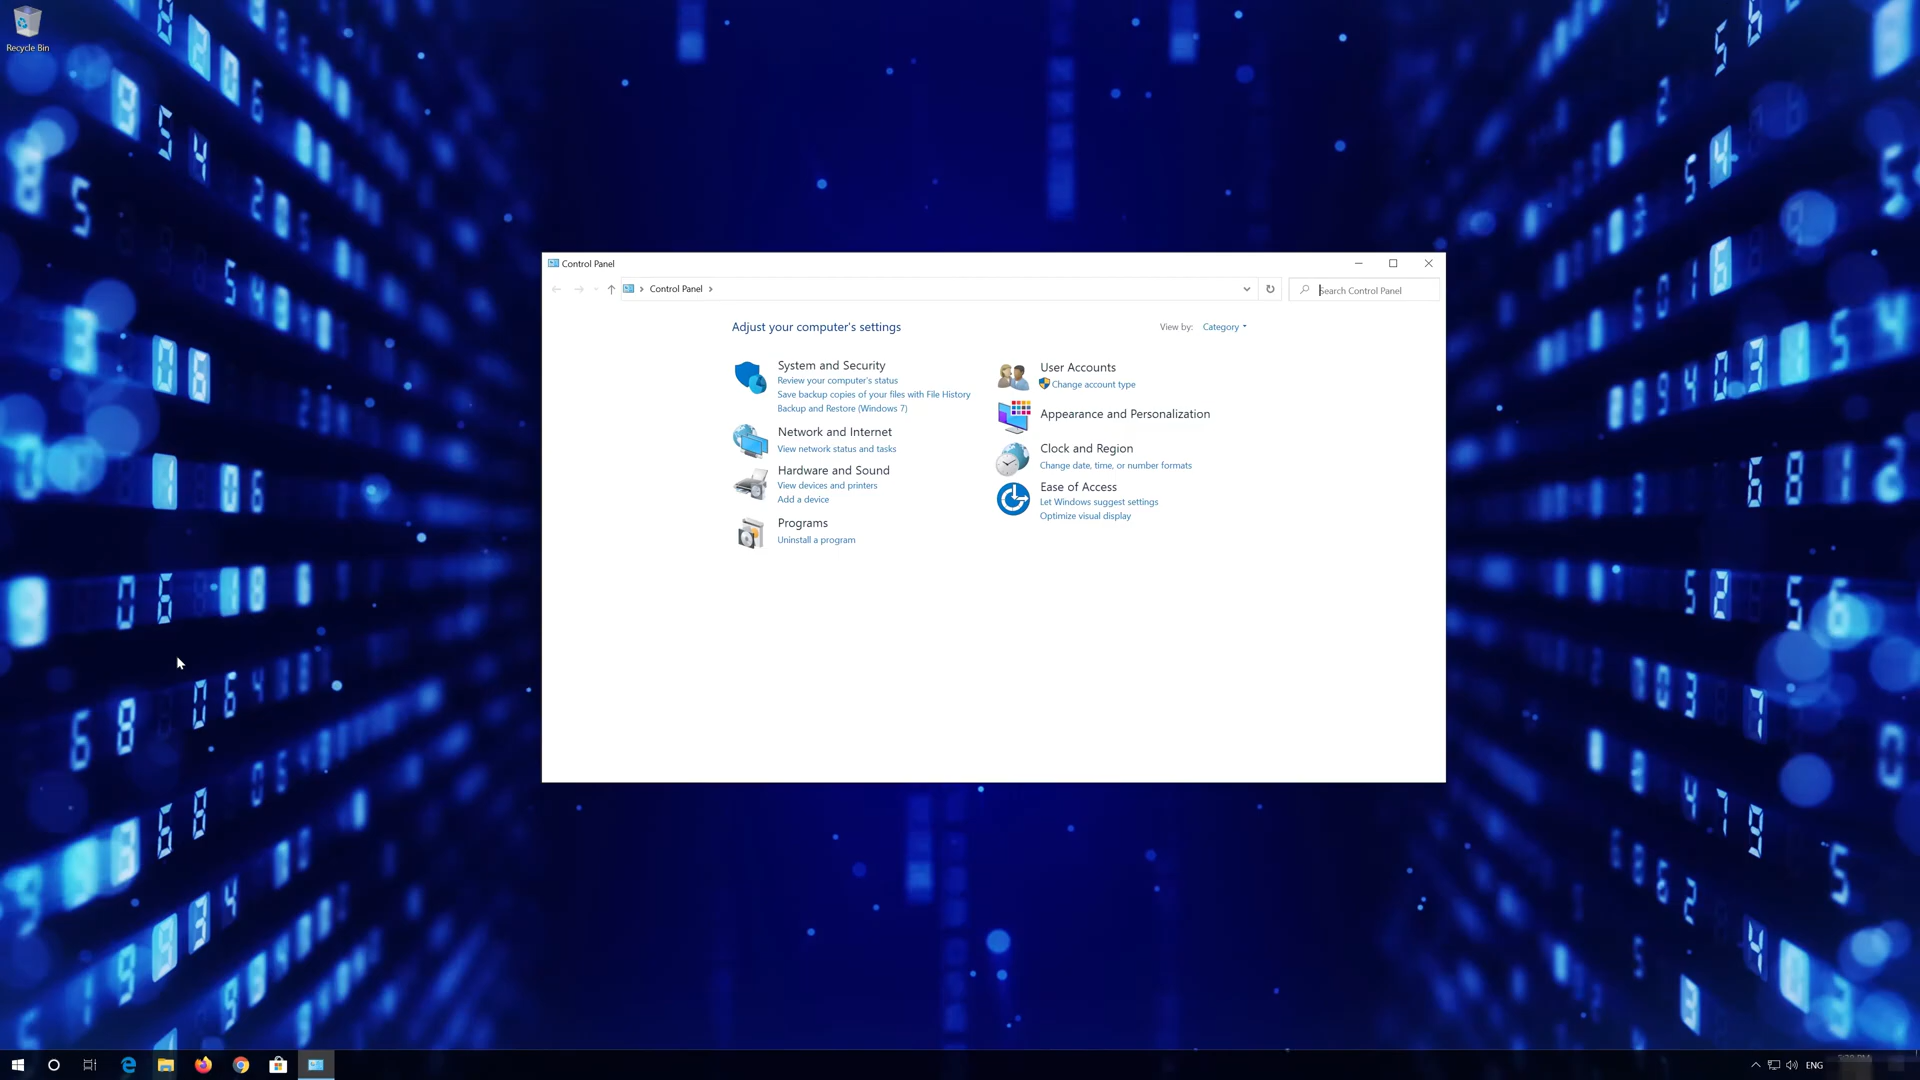 Recycle Bin
Control Panel
Control Panel
Search Control Panel
Adjust your computer's settings
View by: Category
System and Security
Review your computer's status
Save backup copies of your files with File History
Backup and Restore (Windows 7)
Network and Internet
View network status and tasks
Hardware and Sound
View devices and printers
Add a device
Programs
Uninstall a program
User Accounts
Change account type
Appearance and Personalization
Clock and Region
Change date, time, or number formats
Ease of Access
Let Windows suggest settings
Optimize visual display
ENG